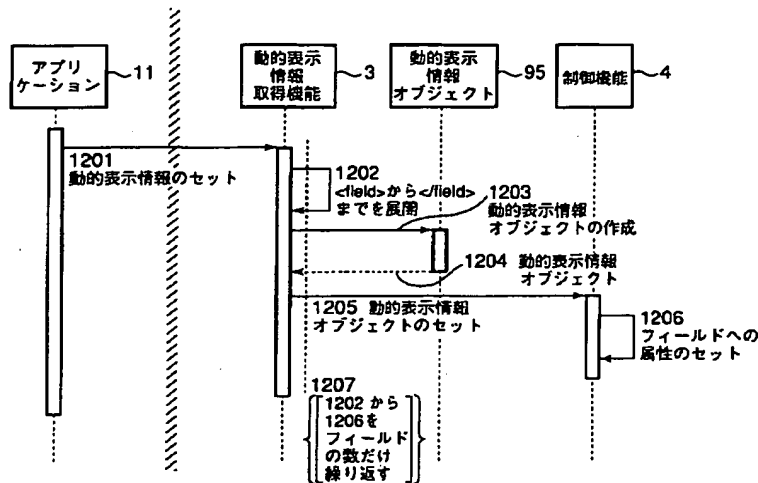 アプリ
ケーション
11
動的表示
情報
取得機能
3
動的表示
情報
オブジェクト
95
制御機能
4
1201
動的表示情報のセット
1202
<field>から</field>
までを展開
1203
動的表示情報
オブジェクトの作成
1204 動的表示情報
オブジェクト
1205 動的表示情報
オブジェクトのセット
1206
フィールドへの
属性のセット
1207
1202 から
1206を
フィールド
の数だけ
繰り返す